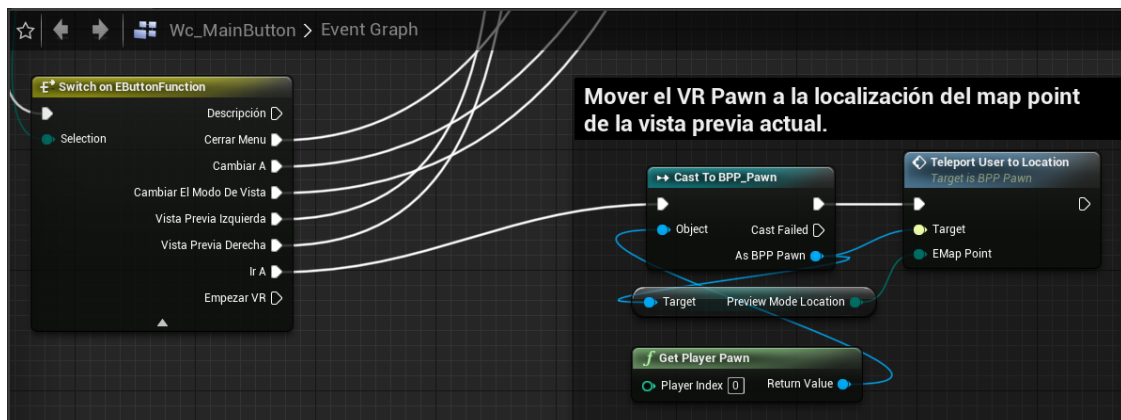 Wc_MainButton > Event Graph
Switch on EButtonFunction
Descripción
Selection
Cerrar Menu
Cambiar A
Cambiar El Modo De Vista
Vista Previa Izquierda
Vista Previa Derecha
Ir A
Empezar VR
Mover el VR Pawn a la localización del map point
de la vista previa actual.
Cast To BPP_Pawn
Object
Cast Failed
As BPP Pawn
Teleport User to Location
Target is BPP Pawn
Target
EMap Point
Target Preview Mode Location
f Get Player Pawn
Player Index 0 Return Value